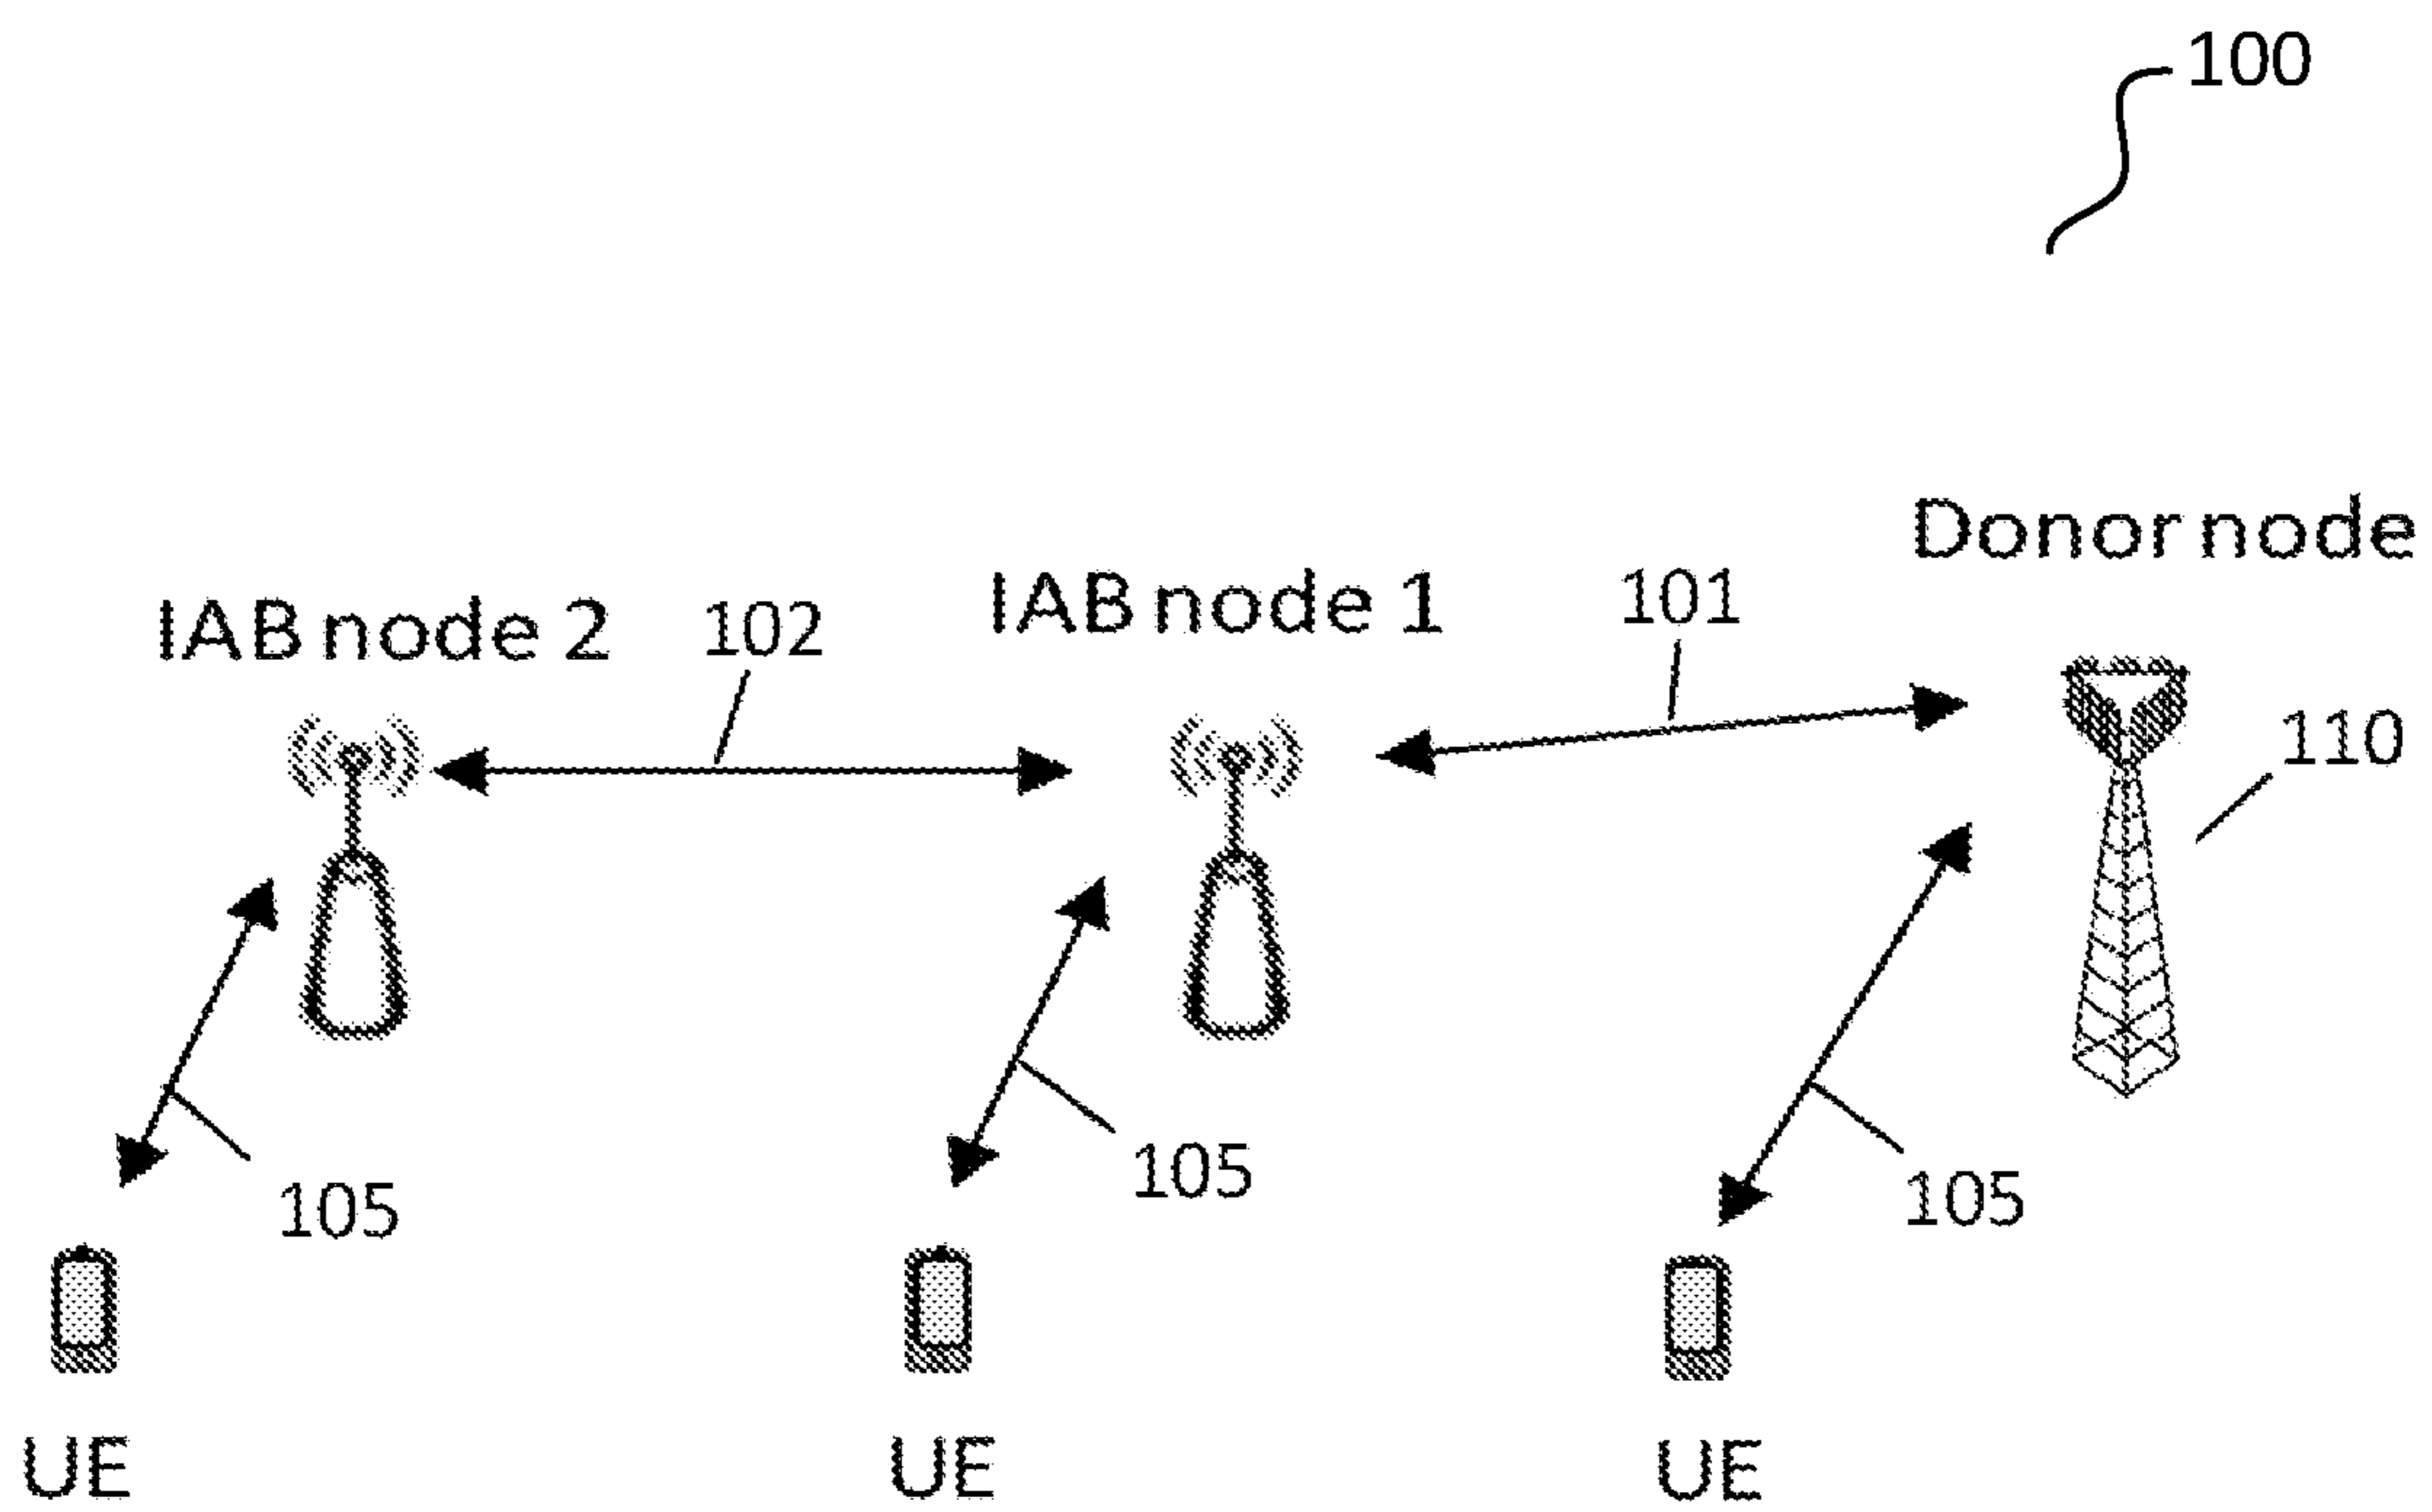 100
Donor node
IAB node 2
102
IAB node 1
101
110
105
105
105
UE
UE
UE